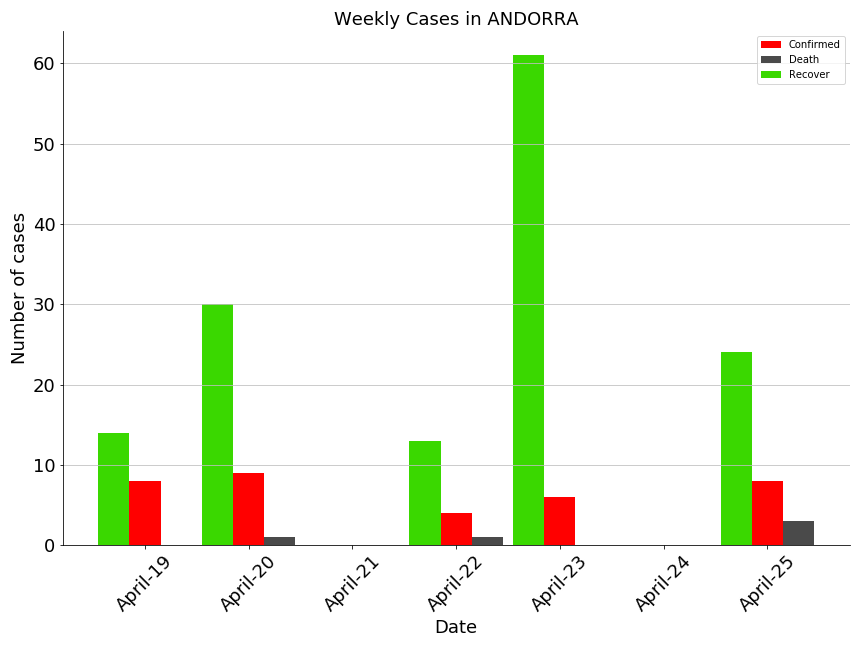 Weekly Cases in ANDORRA
Confirmed
Death
Recover
Number of cases
60
50
40
30
20
10
0
April-19
April-20
April-21
April-22
April-23
April-24
April-25
Date